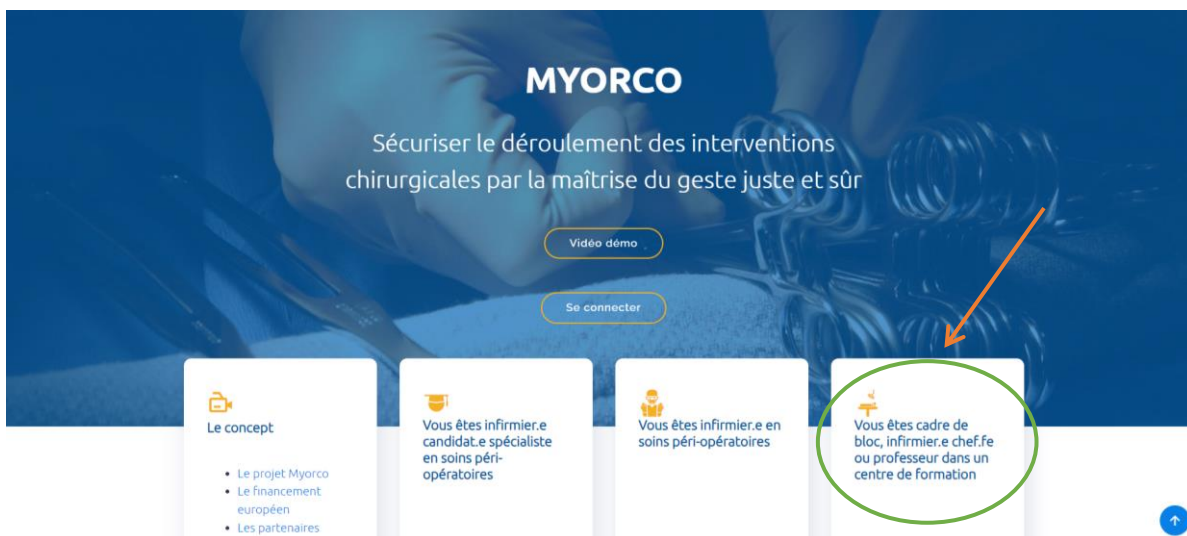 MYORCO
Sécuriser le déroulement des interventions
chirurgicales par la maîtrise du geste juste et sûr
Vidéo démo
Se connecter
Le concept
Le projet Myorco
Le financement
européen
Les partenaires
Vous êtes infirmier.e
candidat.e spécialiste
en soins péri-
opératoires
Vous êtes infirmier.e en
soins péri-opératoires
Vous êtes cadre de
bloc, infirmier.e chef.fe
ou professeur dans un
centre de formation